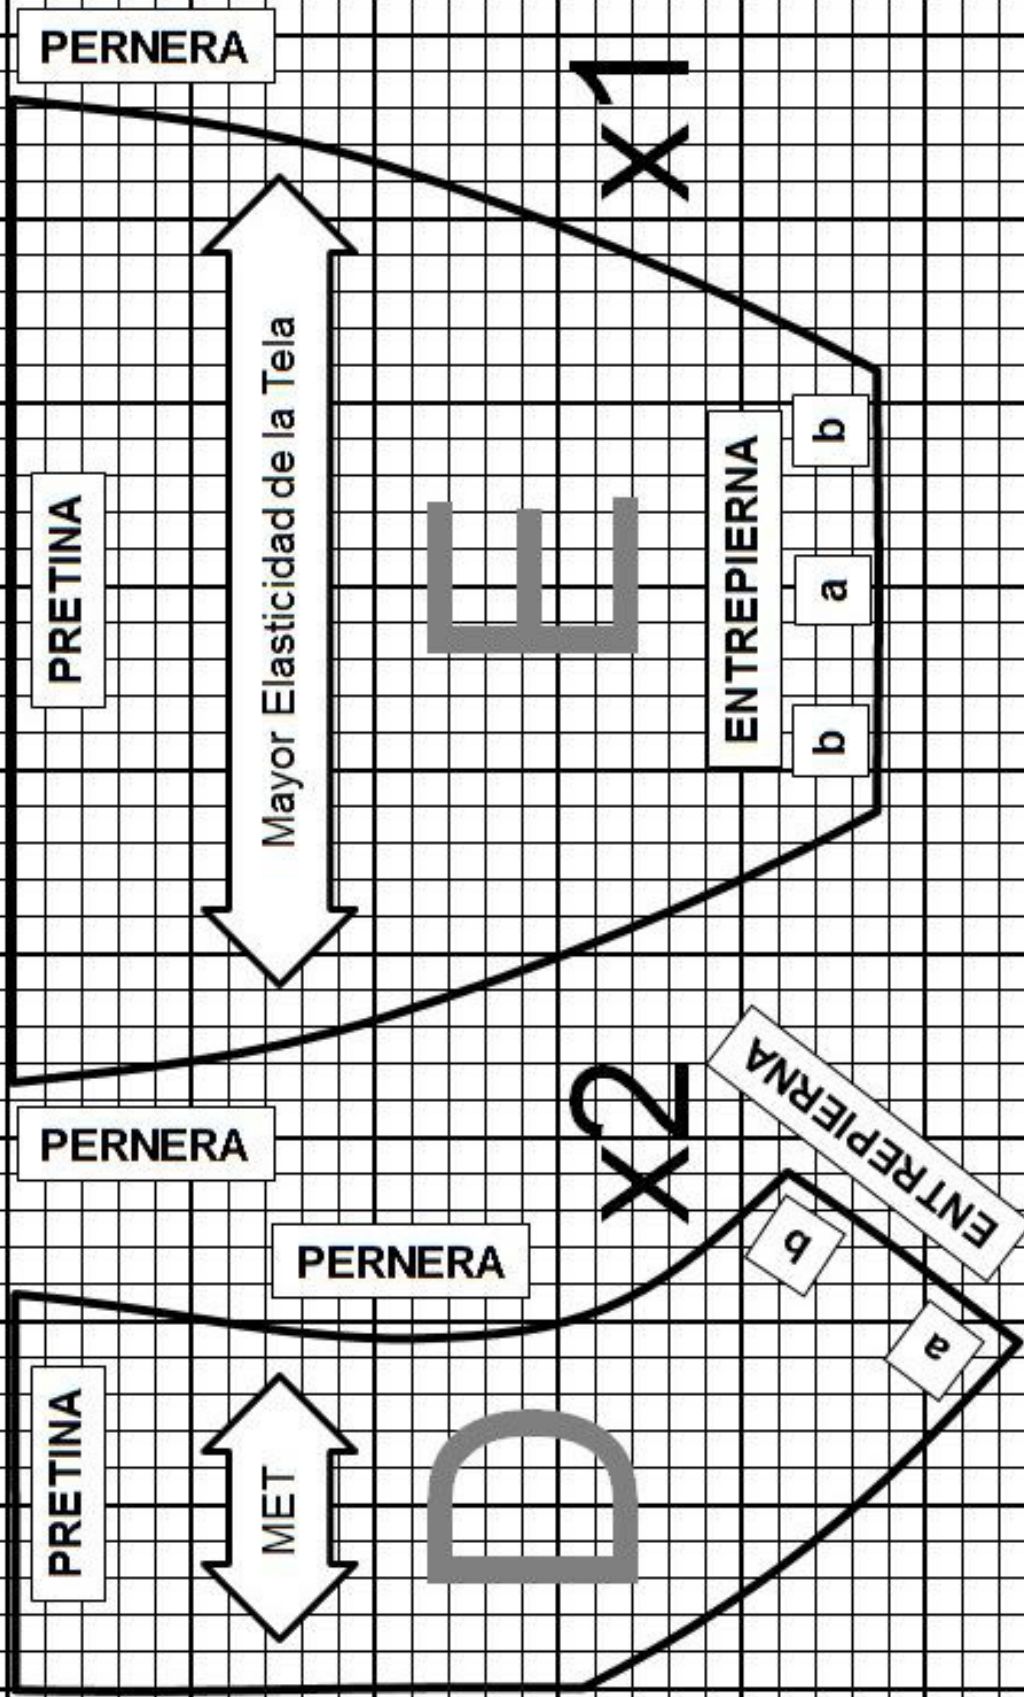 PERNERA
x1
PRETINA
Mayor Elasticidad de la Tela
E
ENTREPIERNA
b
a
b
PERNERA
x2
PERNERA
ENTREPIERNA
b
a
PRETINA
MET
D